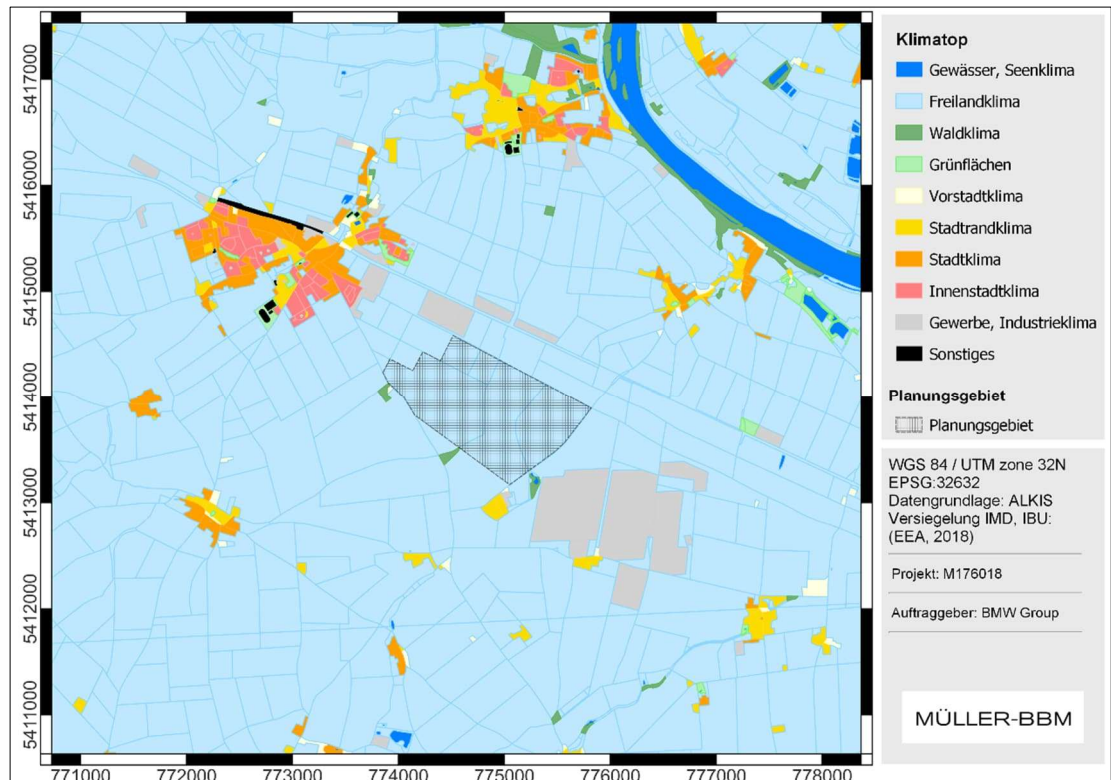 5417000
5416000
5415000
5414000
5413000
5412000
5411000
771000
772000
773000
774000
775000
776000
777000
778000
Klimatop
Gewässer, Seenklima
Freilandklima
Waldklima
Grünflächen
Vorstadtklima
Stadtrandklima
Stadtklima
Innenstadtklima
Gewerbe, Industrieklima
Sonstiges
Planungsgebiet
Planungsgebiet
WGS 84 / UTM zone 32N
EPSG:32632
Datengrundlage: ALKIS
Versiegelung IMD, IBU:
(EEA, 2018)
Projekt: M176018
Auftraggeber: BMW Group
MÜLLER-BBM